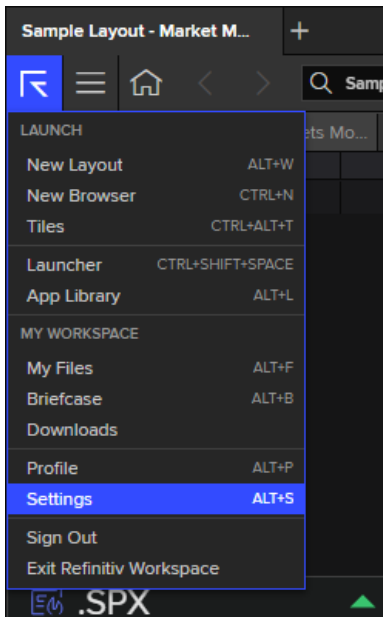 Sample Layout - Market M...
Samp
ets Mo...
LAUNCH
New Layout ALT+W
New Browser CTRL+N
Tiles CTRL+ALT+T
Launcher CTRL+SHIFT+SPACE
App Library ALT+L
MY WORKSPACE
My Files ALT+F
Briefcase ALT+B
Downloads
Profile ALT+P
Settings ALT+S
Sign Out
Exit Refinitiv Workspace
.SPX